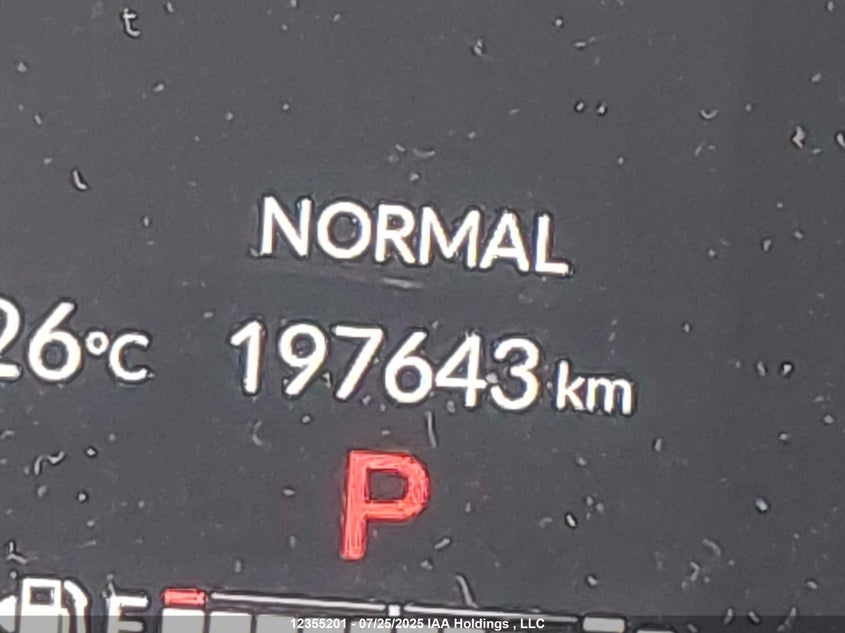 NORMAL
26°C 197643 km
P
E
12355201 - 07/25/2025 IAA Holdings , LLC